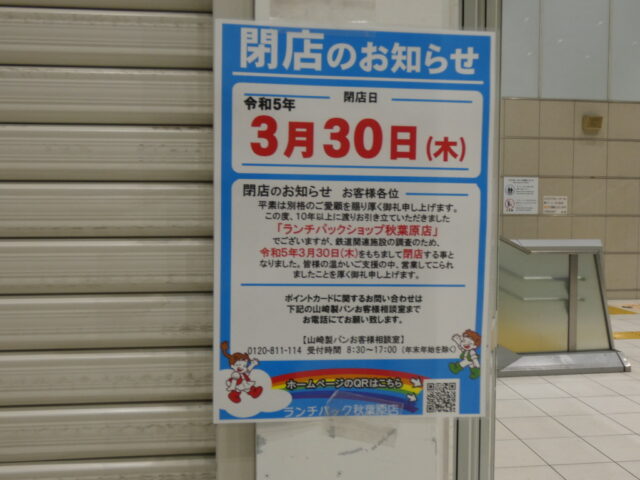 閉店のお知らせ
閉店日
令和5年
3月30日(木)
閉店のお知らせ お客様各位
平素は別格のご愛顧を賜り厚く御礼申し上げます。
この度、10年以上に渡りお引き立ていただきました
「ランチパックショップ秋葉原店」
でございますが、鉄道関連施設の調査のため、
令和5年3月30日(木)をもちまして閉店する事と
なりました。皆様の温かいご支援の中、営業してこられ
ましたことを厚く御礼申し上げます。
ポイントカードに関するお問い合わせは
下記の山崎製パンお客様相談室まで
お電話にてお願い致します。
【山崎製パンお客様相談室】
0120-811-114 受付時間 8:30~17:00 (年末年始を除く)
ホームページのQRはこちら
ランチパック秋葉原店